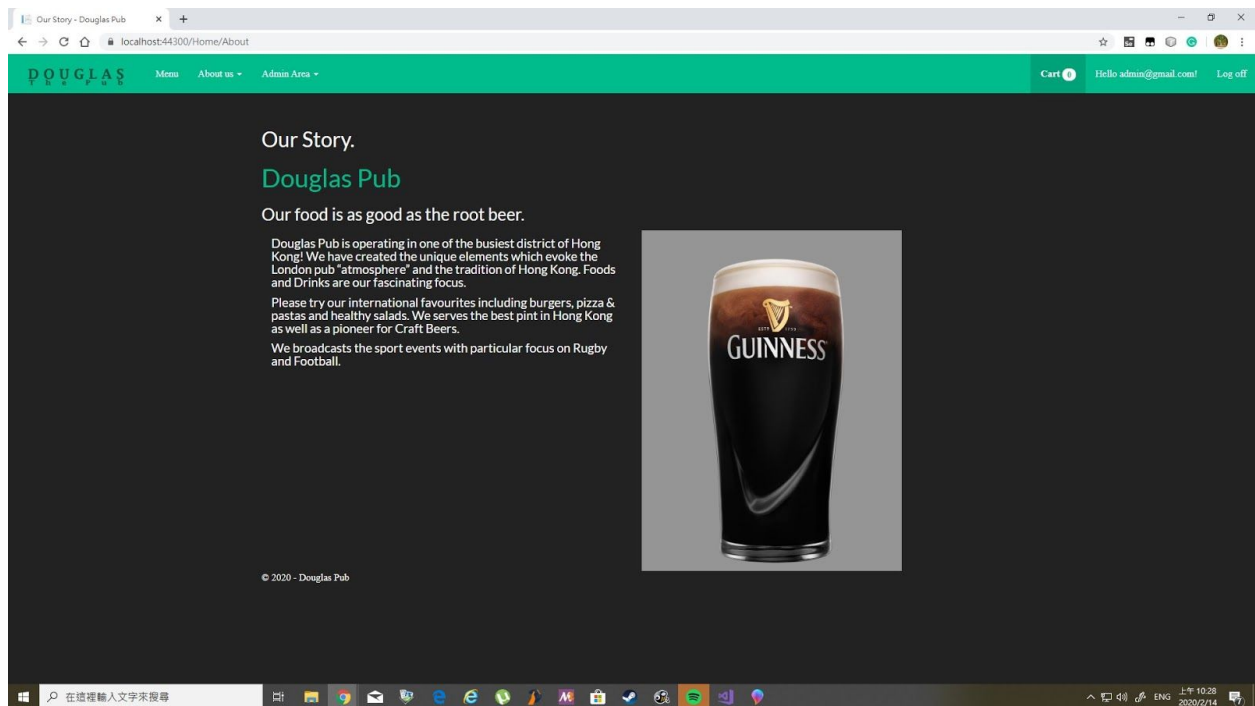 Our Story - Douglas Pub
localhost:44300/Home/About
DOUGLAS
The Pub
Menu
About us
Admin Area
Cart 0
Hello admin@gmail.com!
Log off
Our Story.
Douglas Pub
Our food is as good as the root beer.
Douglas Pub is operating in one of the busiest district of Hong
Kong! We have created the unique elements which evoke the
London pub "atmosphere" and the tradition of Hong Kong. Foods
and Drinks are our fascinating focus.
Please try our international favourites including burgers, pizza &
pastas and healthy salads. We serves the best pint in Hong Kong
as well as a pioneer for Craft Beers.
We broadcasts the sport events with particular focus on Rugby
and Football.
GUINNESS
© 2020 - Douglas Pub
在這裡輸入文字來搜尋
ENG
上午 10:28
2020/2/14